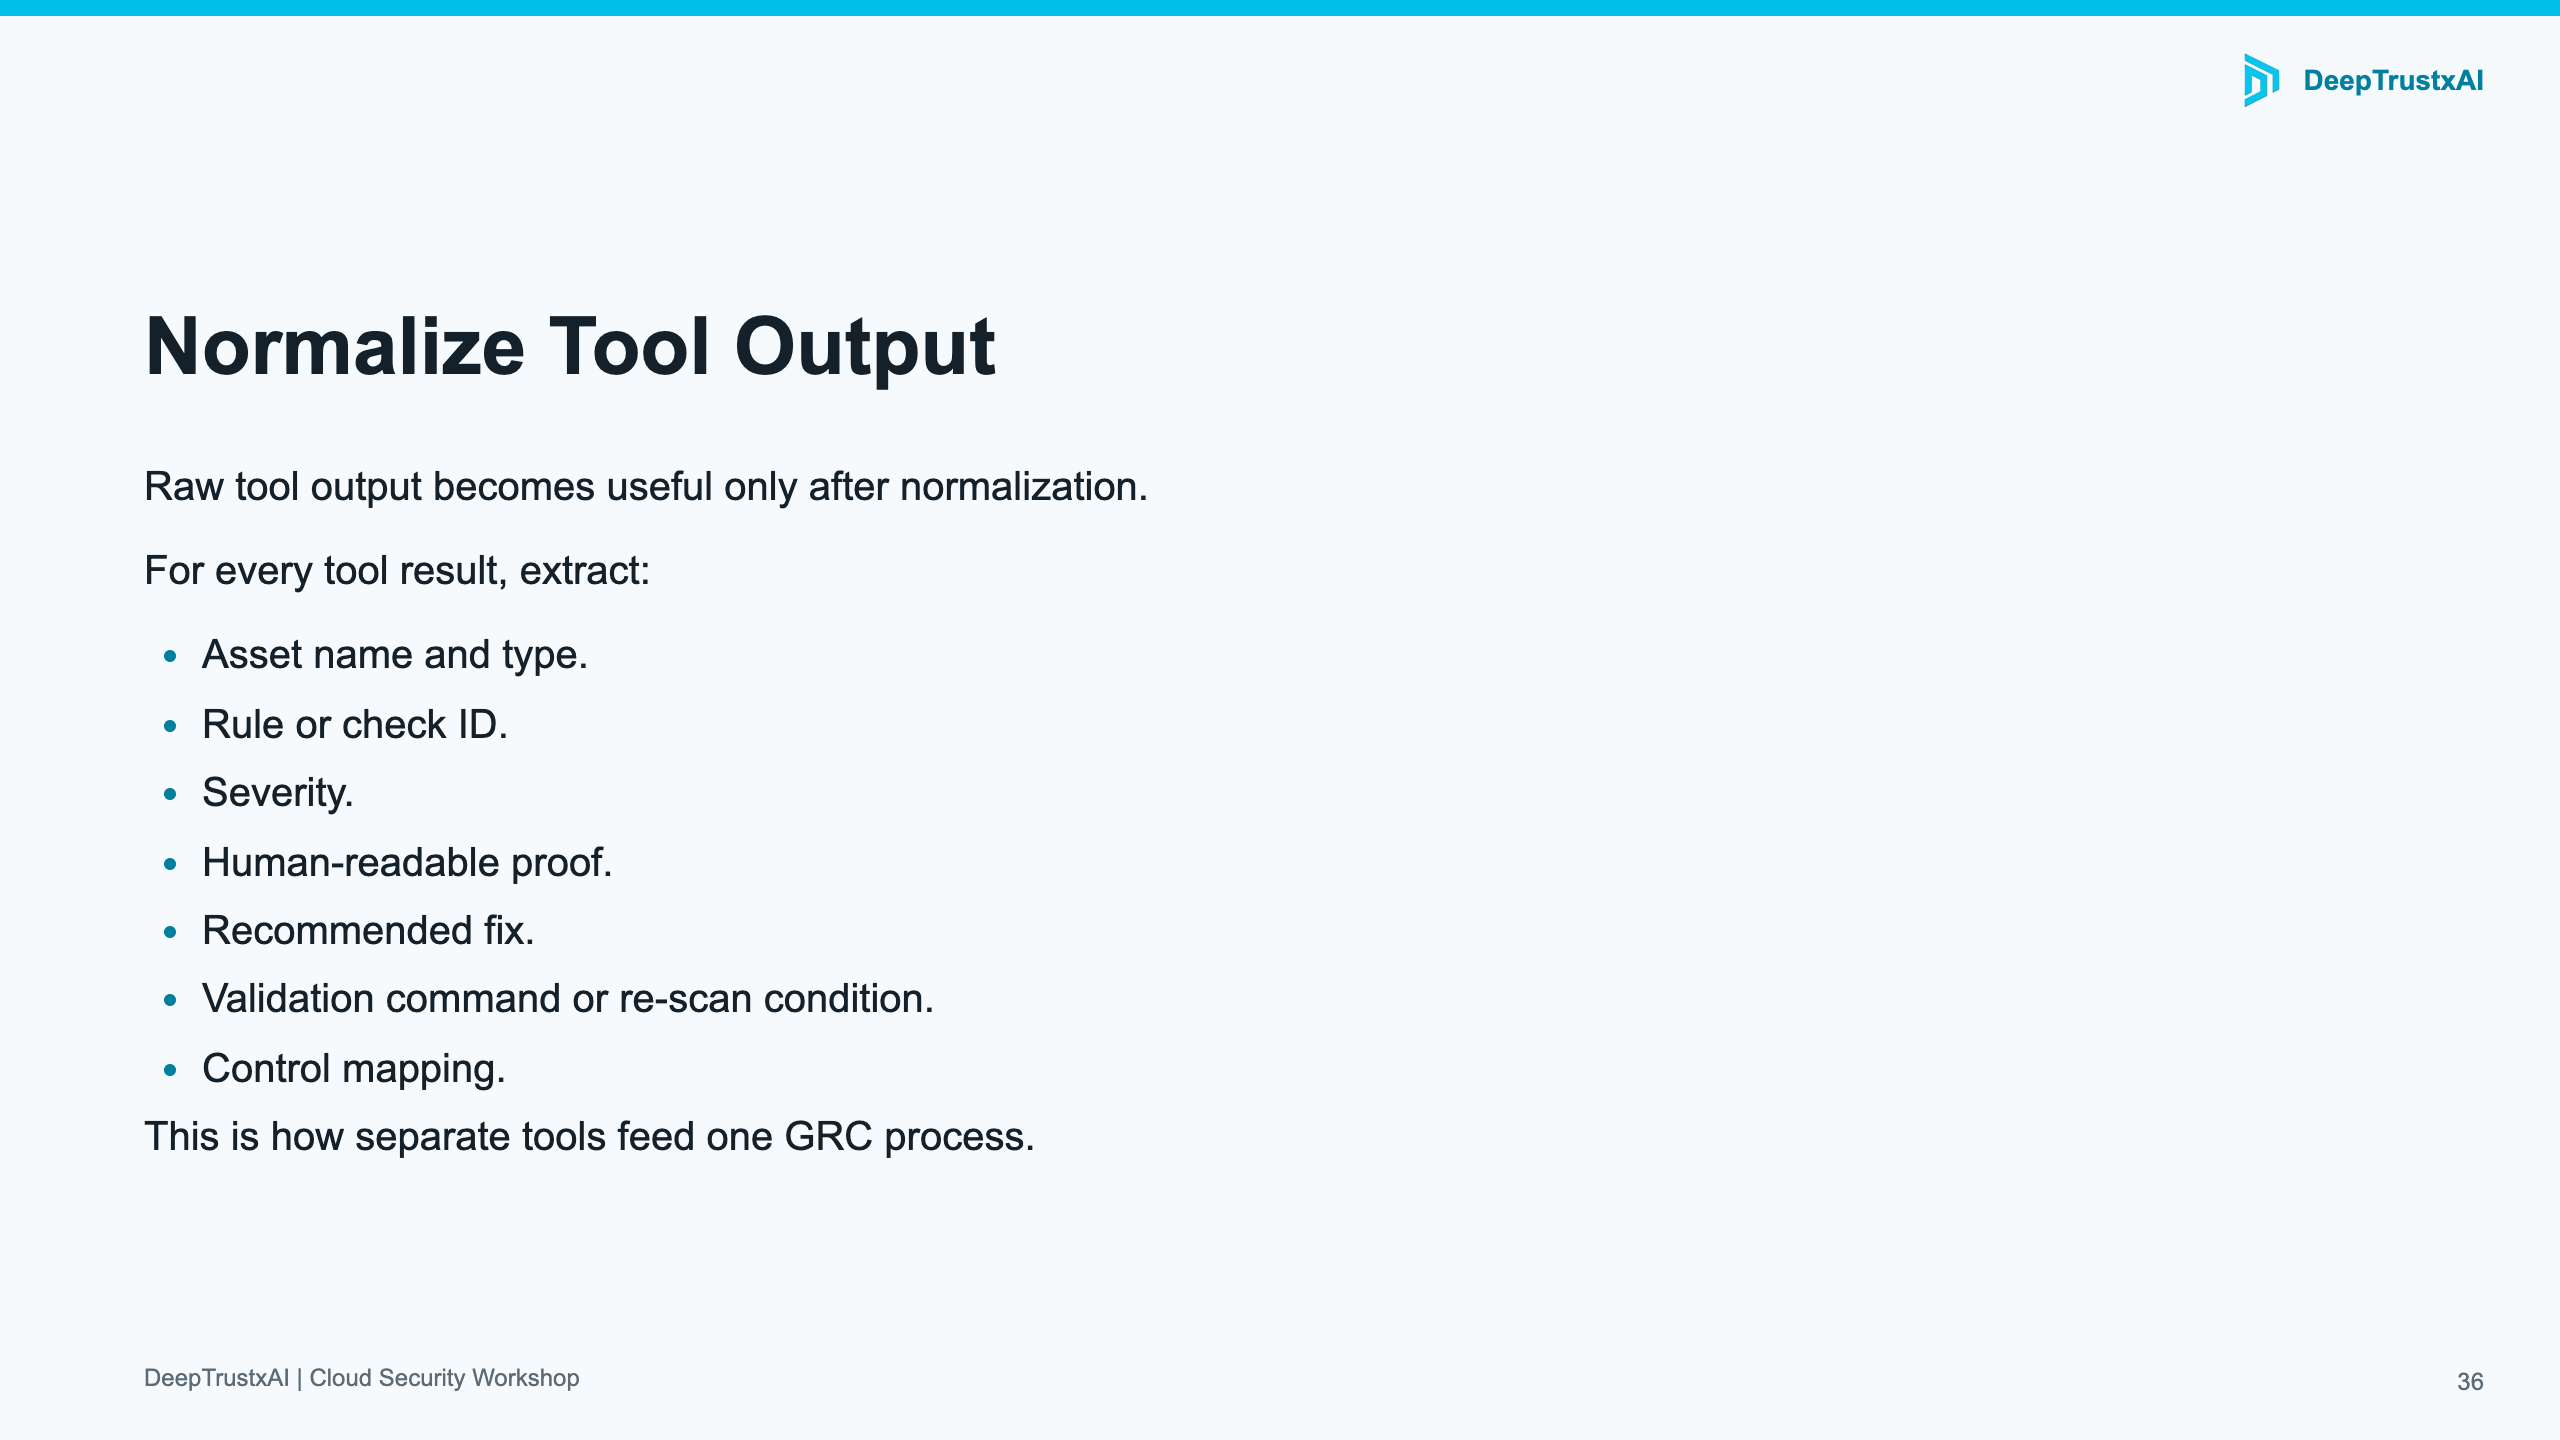 DeepTrustxAI
Normalize Tool Output
Raw tool output becomes useful only after normalization.
For every tool result, extract:
• Asset name and type.
• Rule or check ID.
• Severity.
• Human-readable proof.
• Recommended fix.
• Validation command or re-scan condition.
• Control mapping.
This is how separate tools feed one GRC process.
DeepTrustxAI | Cloud Security Workshop
36